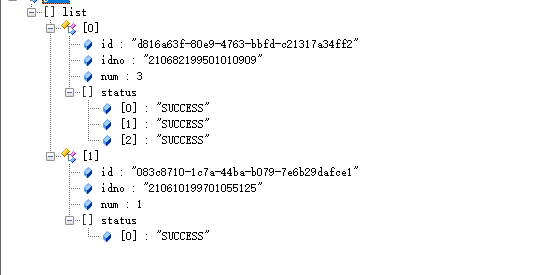 [] list
[0]
id : "d816a63f-80e9-4763-bbfd-c21317a34ff2"
idno : "210682199501010909"
num : 3
[] status
[0] : "SUCCESS"
[1] : "SUCCESS"
[2] : "SUCCESS"
[1]
id : "083c8710-1c7a-44ba-b079-7e6b29dafce1"
idno : "210610199701055125"
num : 1
[] status
[0] : "SUCCESS"